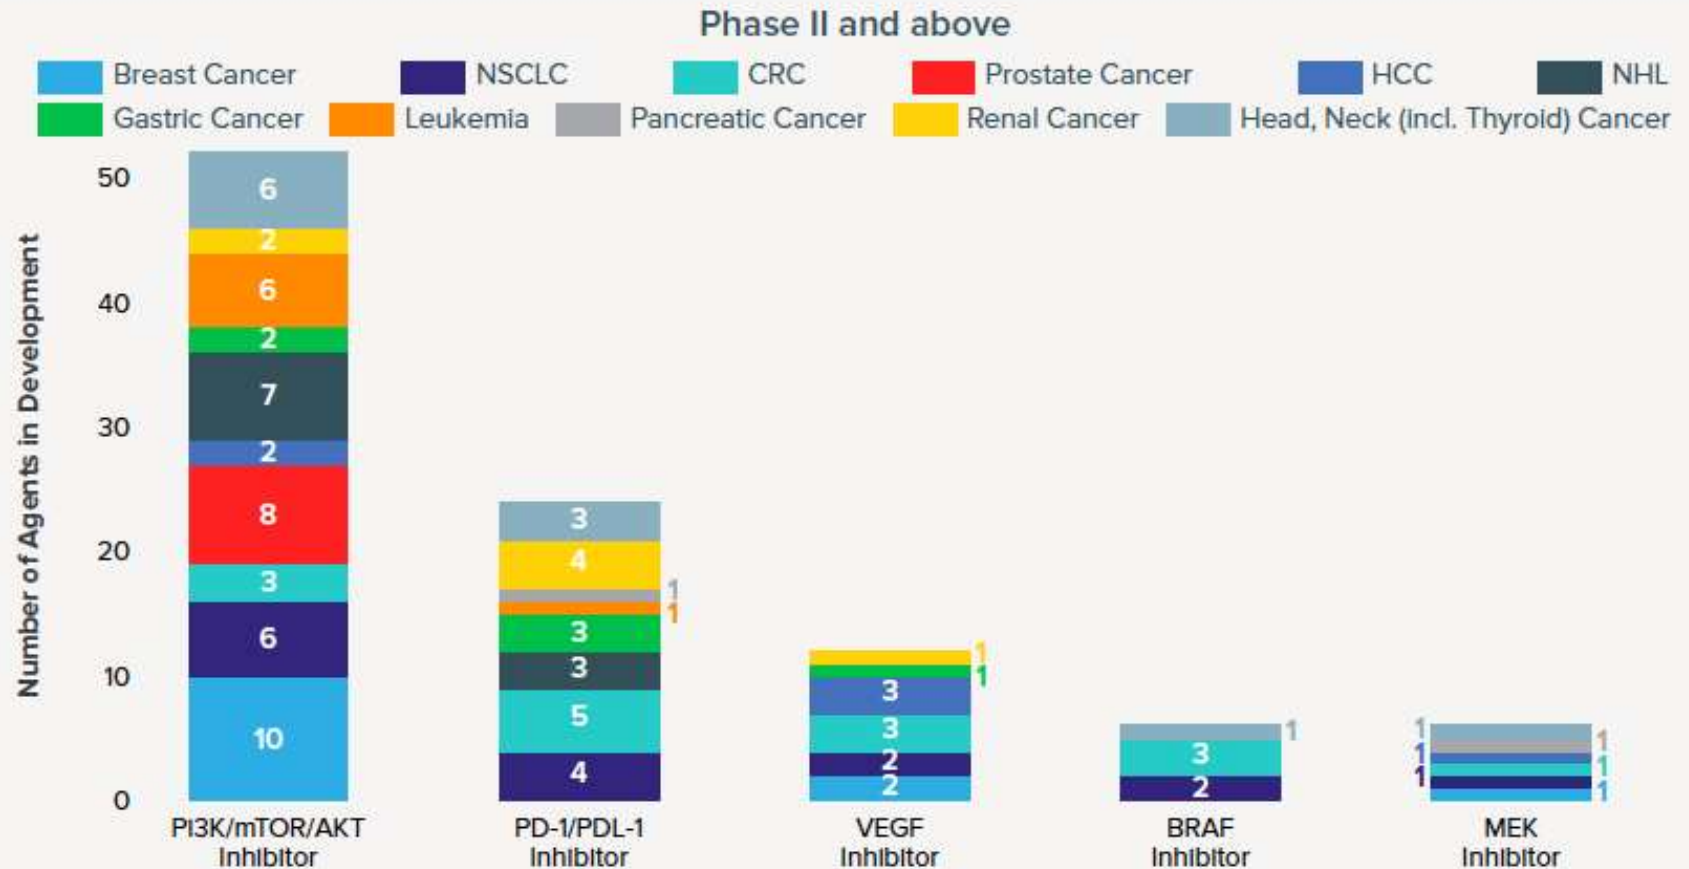 Phase II and above
Breast Cancer NSCLC CRC Prostate Cancer HCC NHL
Gastric Cancer Leukemia Pancreatic Cancer Renal Cancer Head, Neck (incl. Thyroid) Cancer
Number of Agents in Development
50
40
30
20
10
0
6
2
6
2
7
2
8
3
6
10
3
4
1
1
3
3
5
4
1
1
3
3
2
2
1
3
2
1
1
1
1
1
1
PI3K/mTOR/AKT
Inhibitor
PD-1/PDL-1
Inhibitor
VEGF
Inhibitor
BRAF
Inhibitor
MEK
Inhibitor